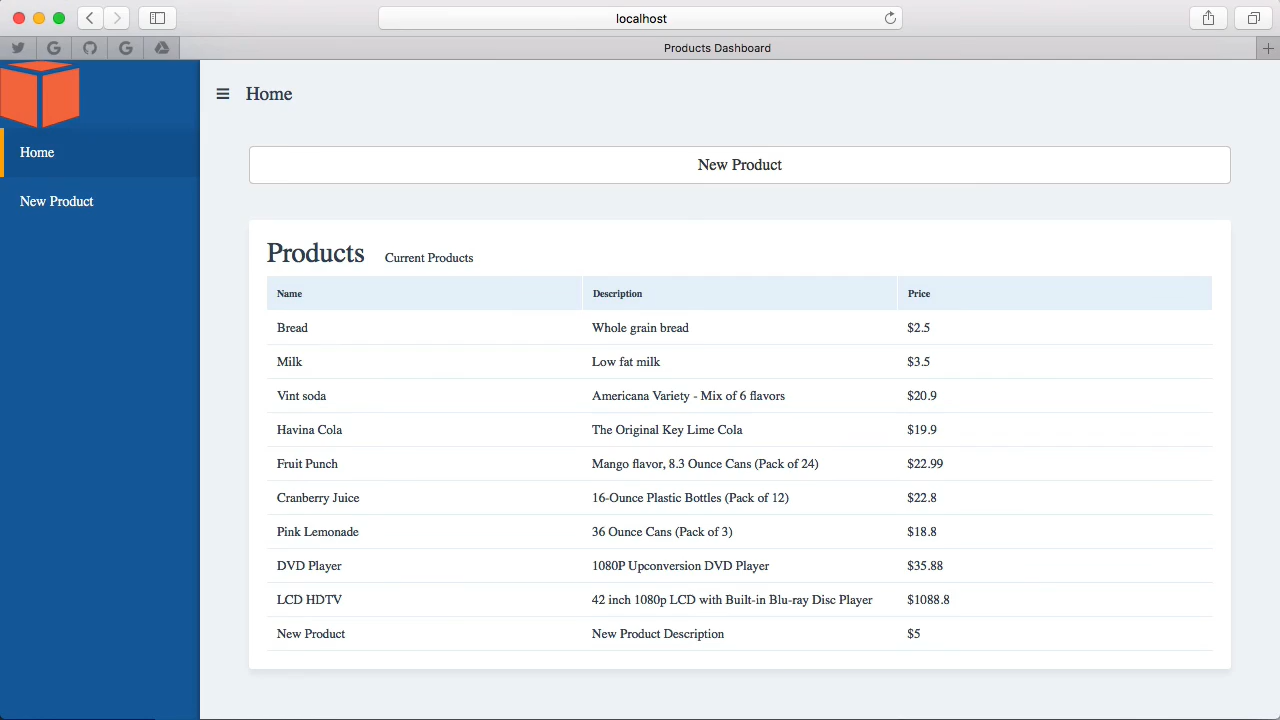 localhost
Products Dashboard
Home
Home
New Product
New Product
Products Current Products
Name Description Price
Bread Whole grain bread $2.5
Milk Low fat milk $3.5
Vint soda Americana Variety - Mix of 6 flavors $20.9
Havina Cola The Original Key Lime Cola $19.9
Fruit Punch Mango flavor, 8.3 Ounce Cans (Pack of 24) $22.99
Cranberry Juice 16-Ounce Plastic Bottles (Pack of 12) $22.8
Pink Lemonade 36 Ounce Cans (Pack of 3) $18.8
DVD Player 1080P Upconversion DVD Player $35.88
LCD HDTV 42 inch 1080p LCD with Built-in Blu-ray Disc Player $1088.8
New Product New Product Description $5